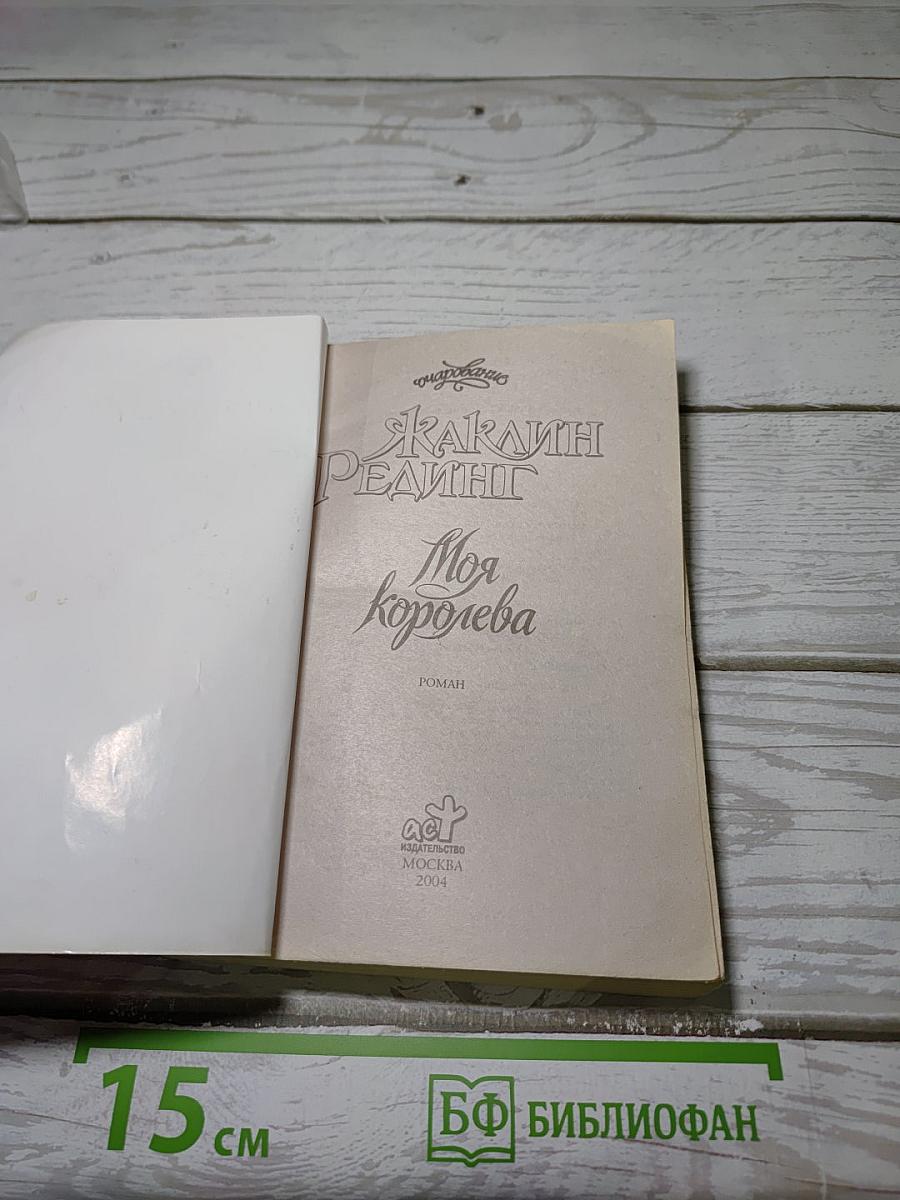 Очарование
ЖАКЛИН
РЕДИНГ
Моя
королева
РОМАН
аст
ИЗДАТЕЛЬСТВО
МОСКВА
2004
15 см
БФ БИБЛИОФАН